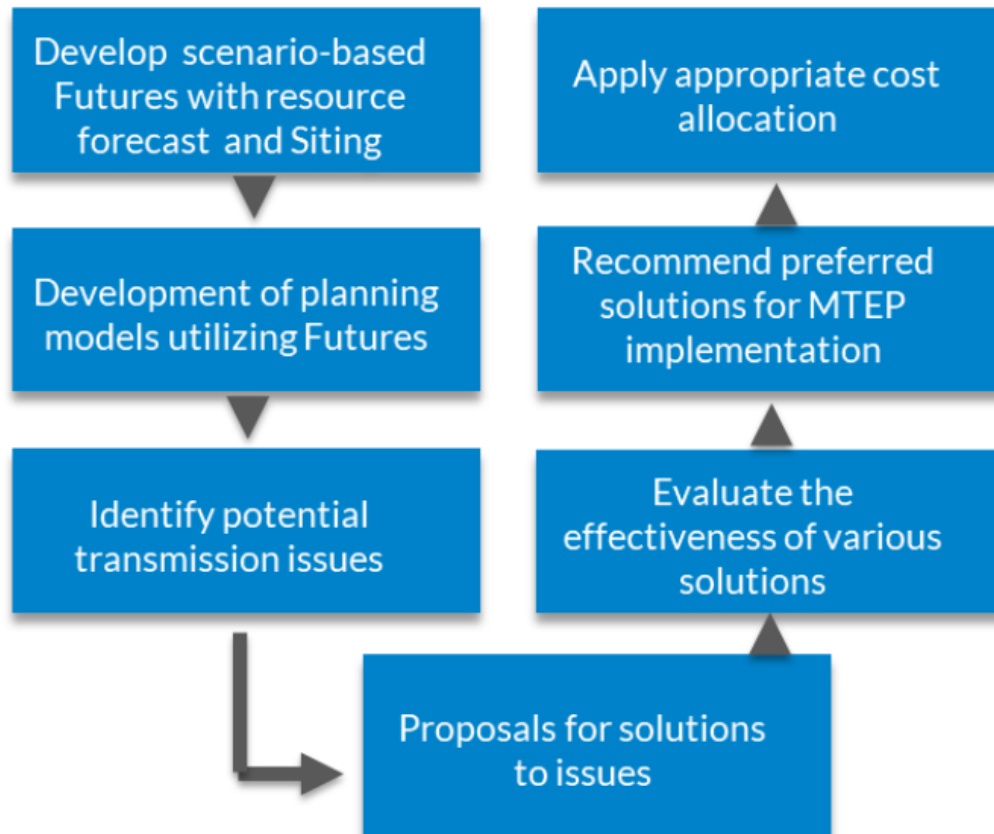 Develop scenario-based
Futures with resource
forecast and Siting
Development of planning
models utilizing Futures
Identify potential
transmission issues
Proposals for solutions
to issues
Evaluate the
effectiveness of various
solutions
Recommend preferred
solutions for MTEP
implementation
Apply appropriate cost
allocation